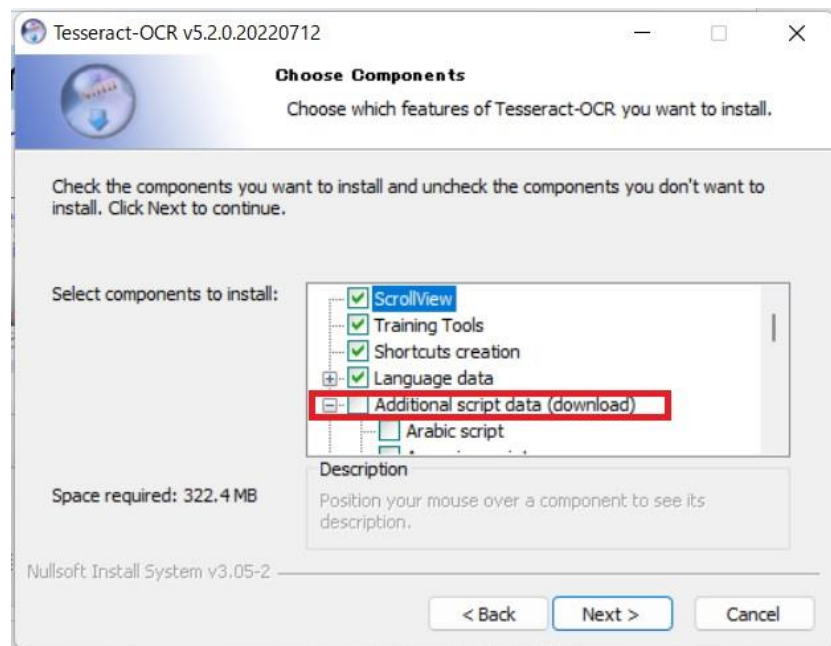 Tesseract-OCR v5.2.0.20220712
Choose Components
Choose which features of Tesseract-OCR you want to install.
Check the components you want to install and uncheck the components you don't want to
install. Click Next to continue.
Select components to install:
ScrollView
Training Tools
Shortcuts creation
Language data
Additional script data (download)
Arabic script
Space required: 322.4 MB
Description
Position your mouse over a component to see its
description.
Nullsoft Install System v3.05-2
< Back Next > Cancel